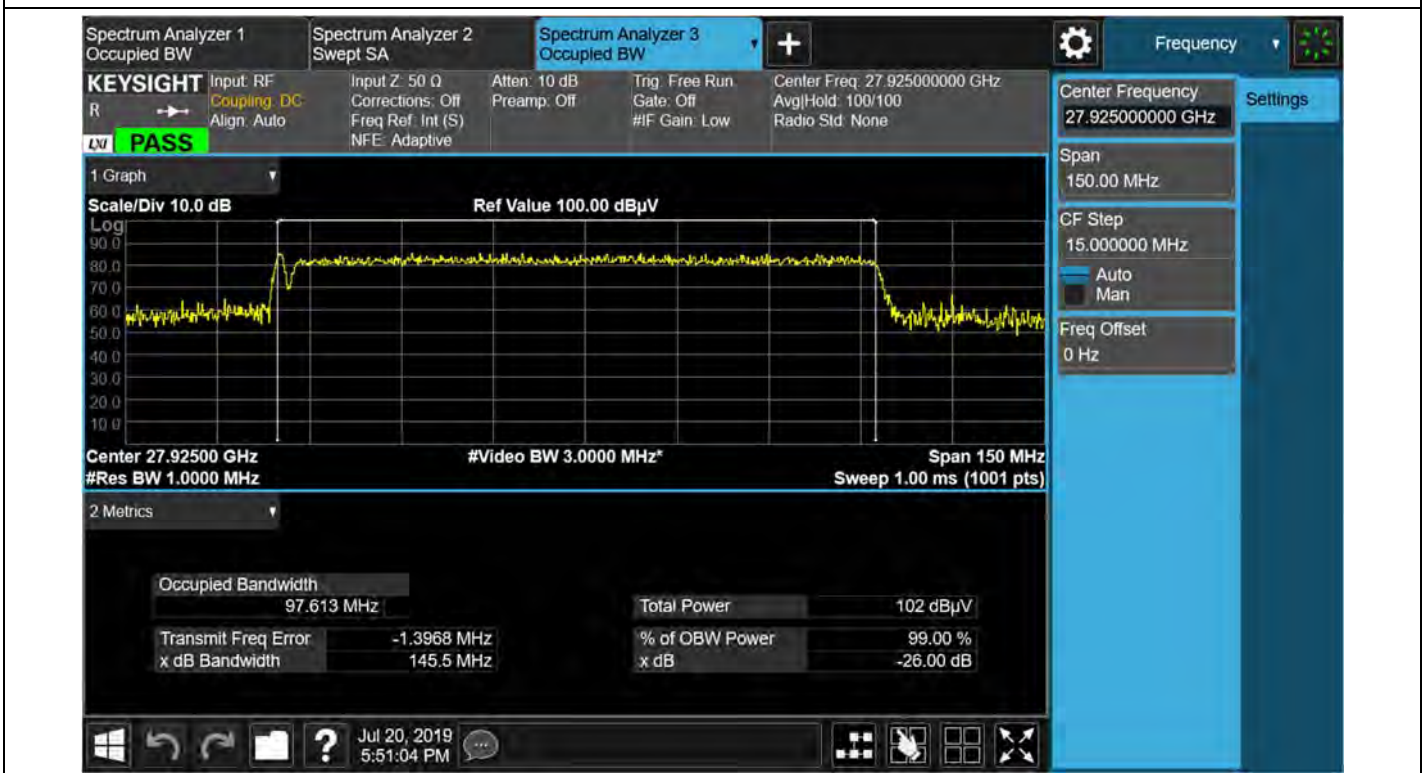 Spectrum Analyzer 1
Occupied BW
Spectrum Analyzer 2
Swept SA
Spectrum Analyzer 3
Occupied BW
Frequency
KEYSIGHT
R
LXI
PASS
Input: RF
Coupling: DC
Align: Auto
Input Z: 50 Ω
Corrections: Off
Freq Ref: Int (S)
NFE: Adaptive
Atten: 10 dB
Preamp: Off
Trig: Free Run
Gate: Off
#IF Gain: Low
Center Freq: 27.925000000 GHz
Avg|Hold: 100/100
Radio Std: None
Center Frequency
27.925000000 GHz
Settings
Span
150.00 MHz
CF Step
15.000000 MHz
Auto
Man
Freq Offset
0 Hz
1 Graph
Scale/Div 10.0 dB
Ref Value 100.00 dBµV
Log
90.0
80.0
70.0
60.0
50.0
40.0
30.0
20.0
10.0
Center 27.92500 GHz
#Video BW 3.0000 MHz*
Span 150 MHz
#Res BW 1.0000 MHz
Sweep 1.00 ms (1001 pts)
2 Metrics
Occupied Bandwidth
97.613 MHz
Total Power 102 dBµV
Transmit Freq Error -1.3968 MHz
% of OBW Power 99.00 %
x dB Bandwidth 145.5 MHz
x dB -26.00 dB
?
Jul 20, 2019
5:51:04 PM